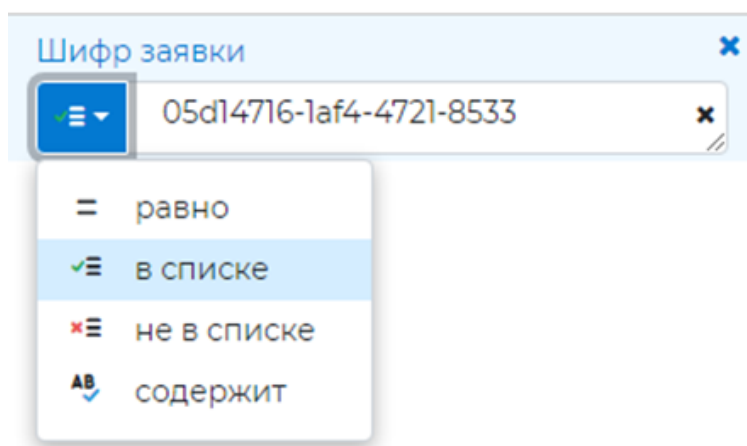 Шифр заявки
05d14716-1af4-4721-8533
равно
в списке
не в списке
AB содержит